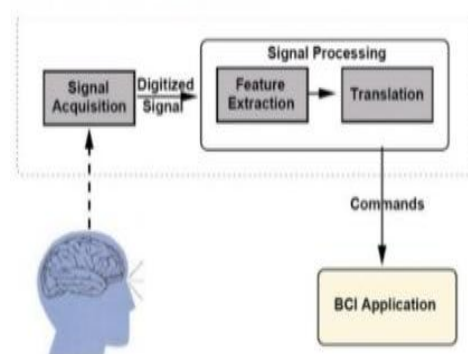 Signal Processing
Signal
Acquisition
Digitized
Signal
Feature
Extraction
Translation
Commands
BCI Application